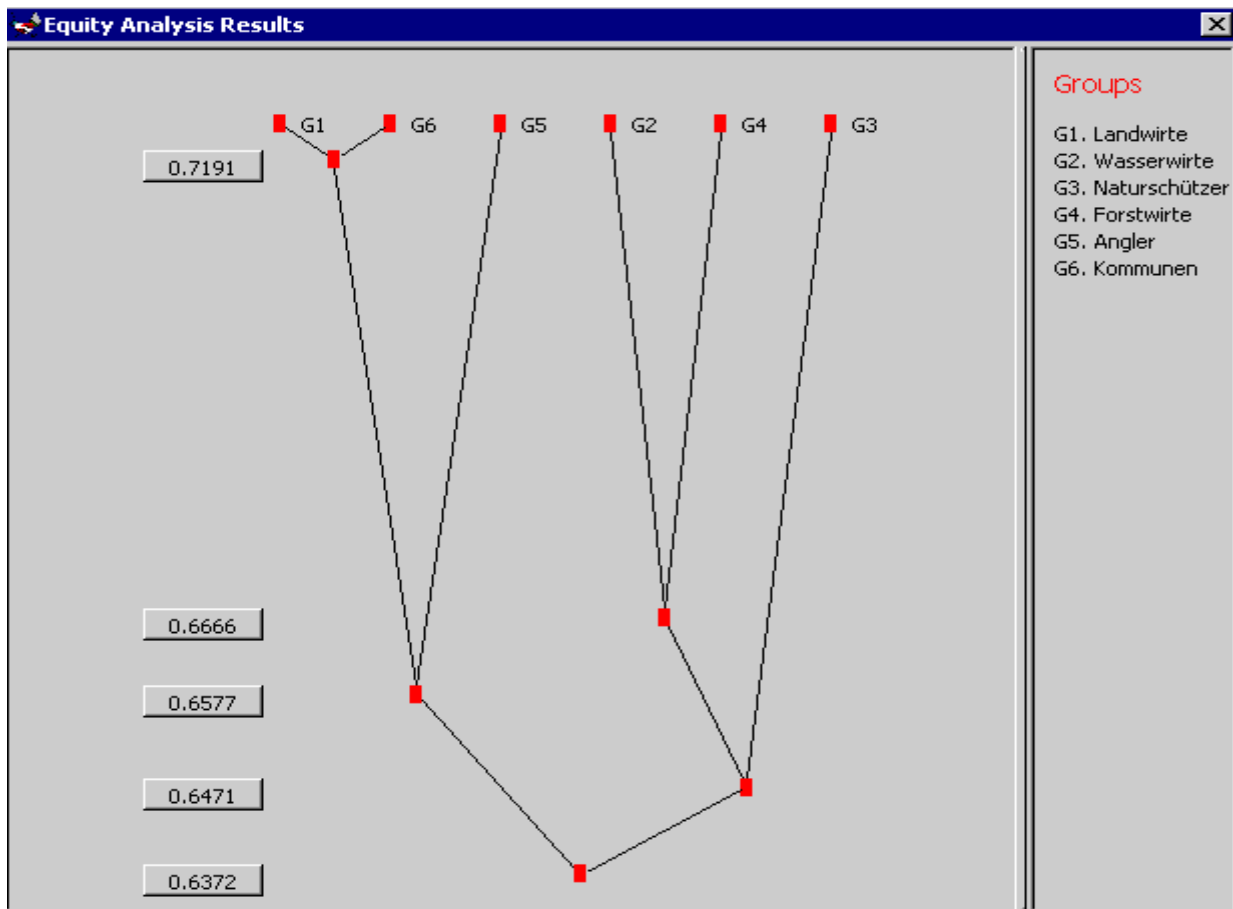 Equity Analysis Results
G1 G6 G5 G2 G4 G3
0.7191
0.6666
0.6577
0.6471
0.6372
Groups
G1. Landwirte
G2. Wasserwirte
G3. Naturschützer
G4. Forstwirte
G5. Angler
G6. Kommunen